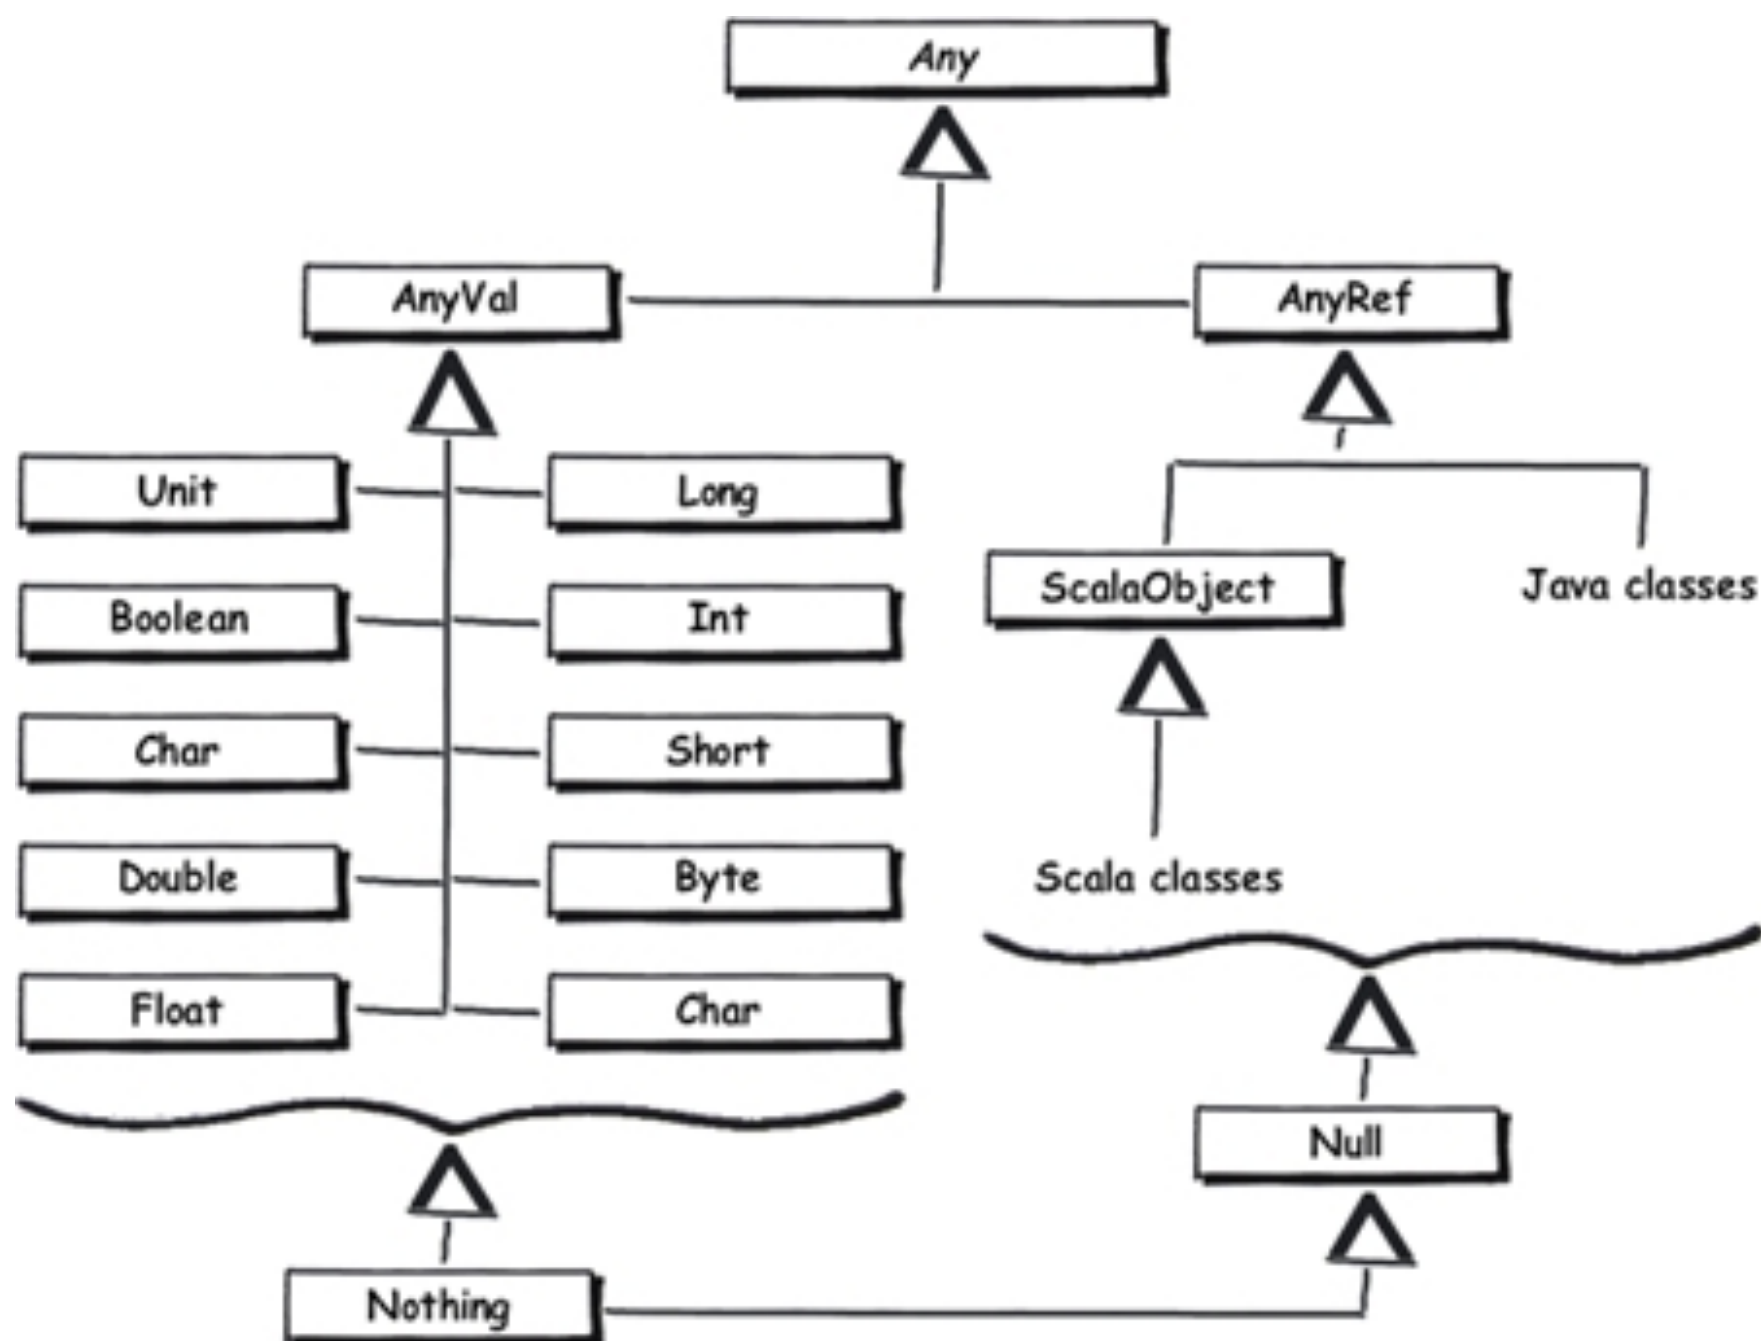 Any
AnyVal
AnyRef
Unit
Long
Boolean
Int
ScalaObject
Java classes
Char
Short
Double
Byte
Scala classes
Float
Char
Null
Nothing